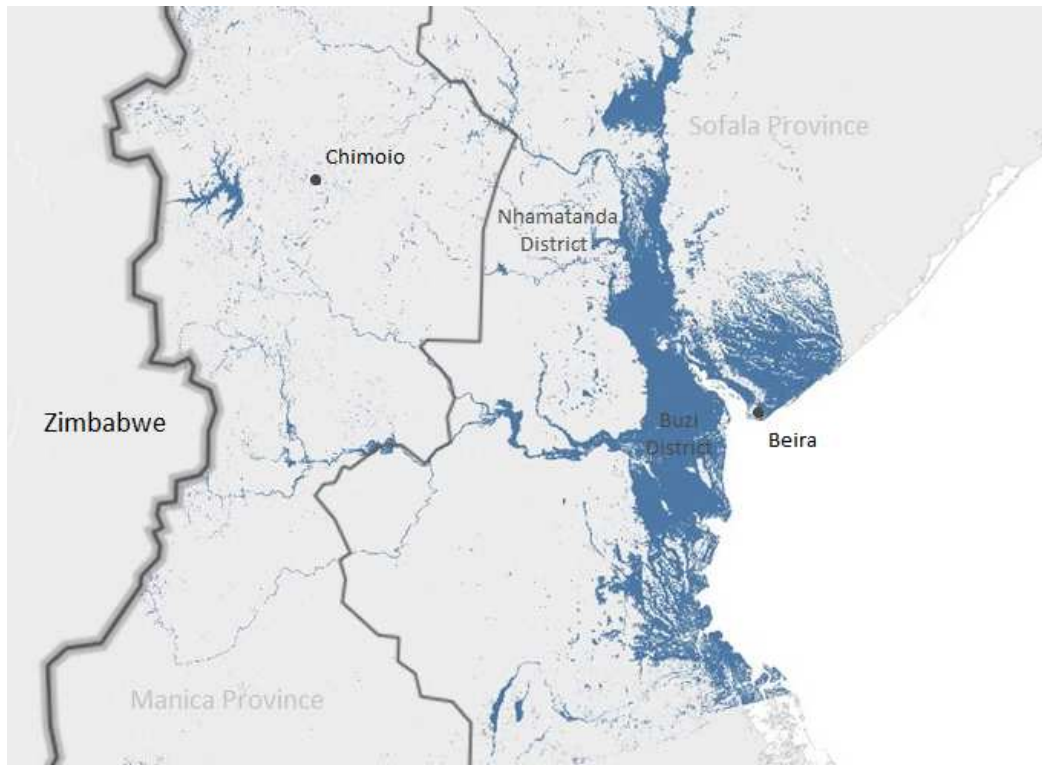 Sofala Province
Chimoio
Nhamatanda
District
Zimbabwe
Buzi
District
Beira
Manica Province